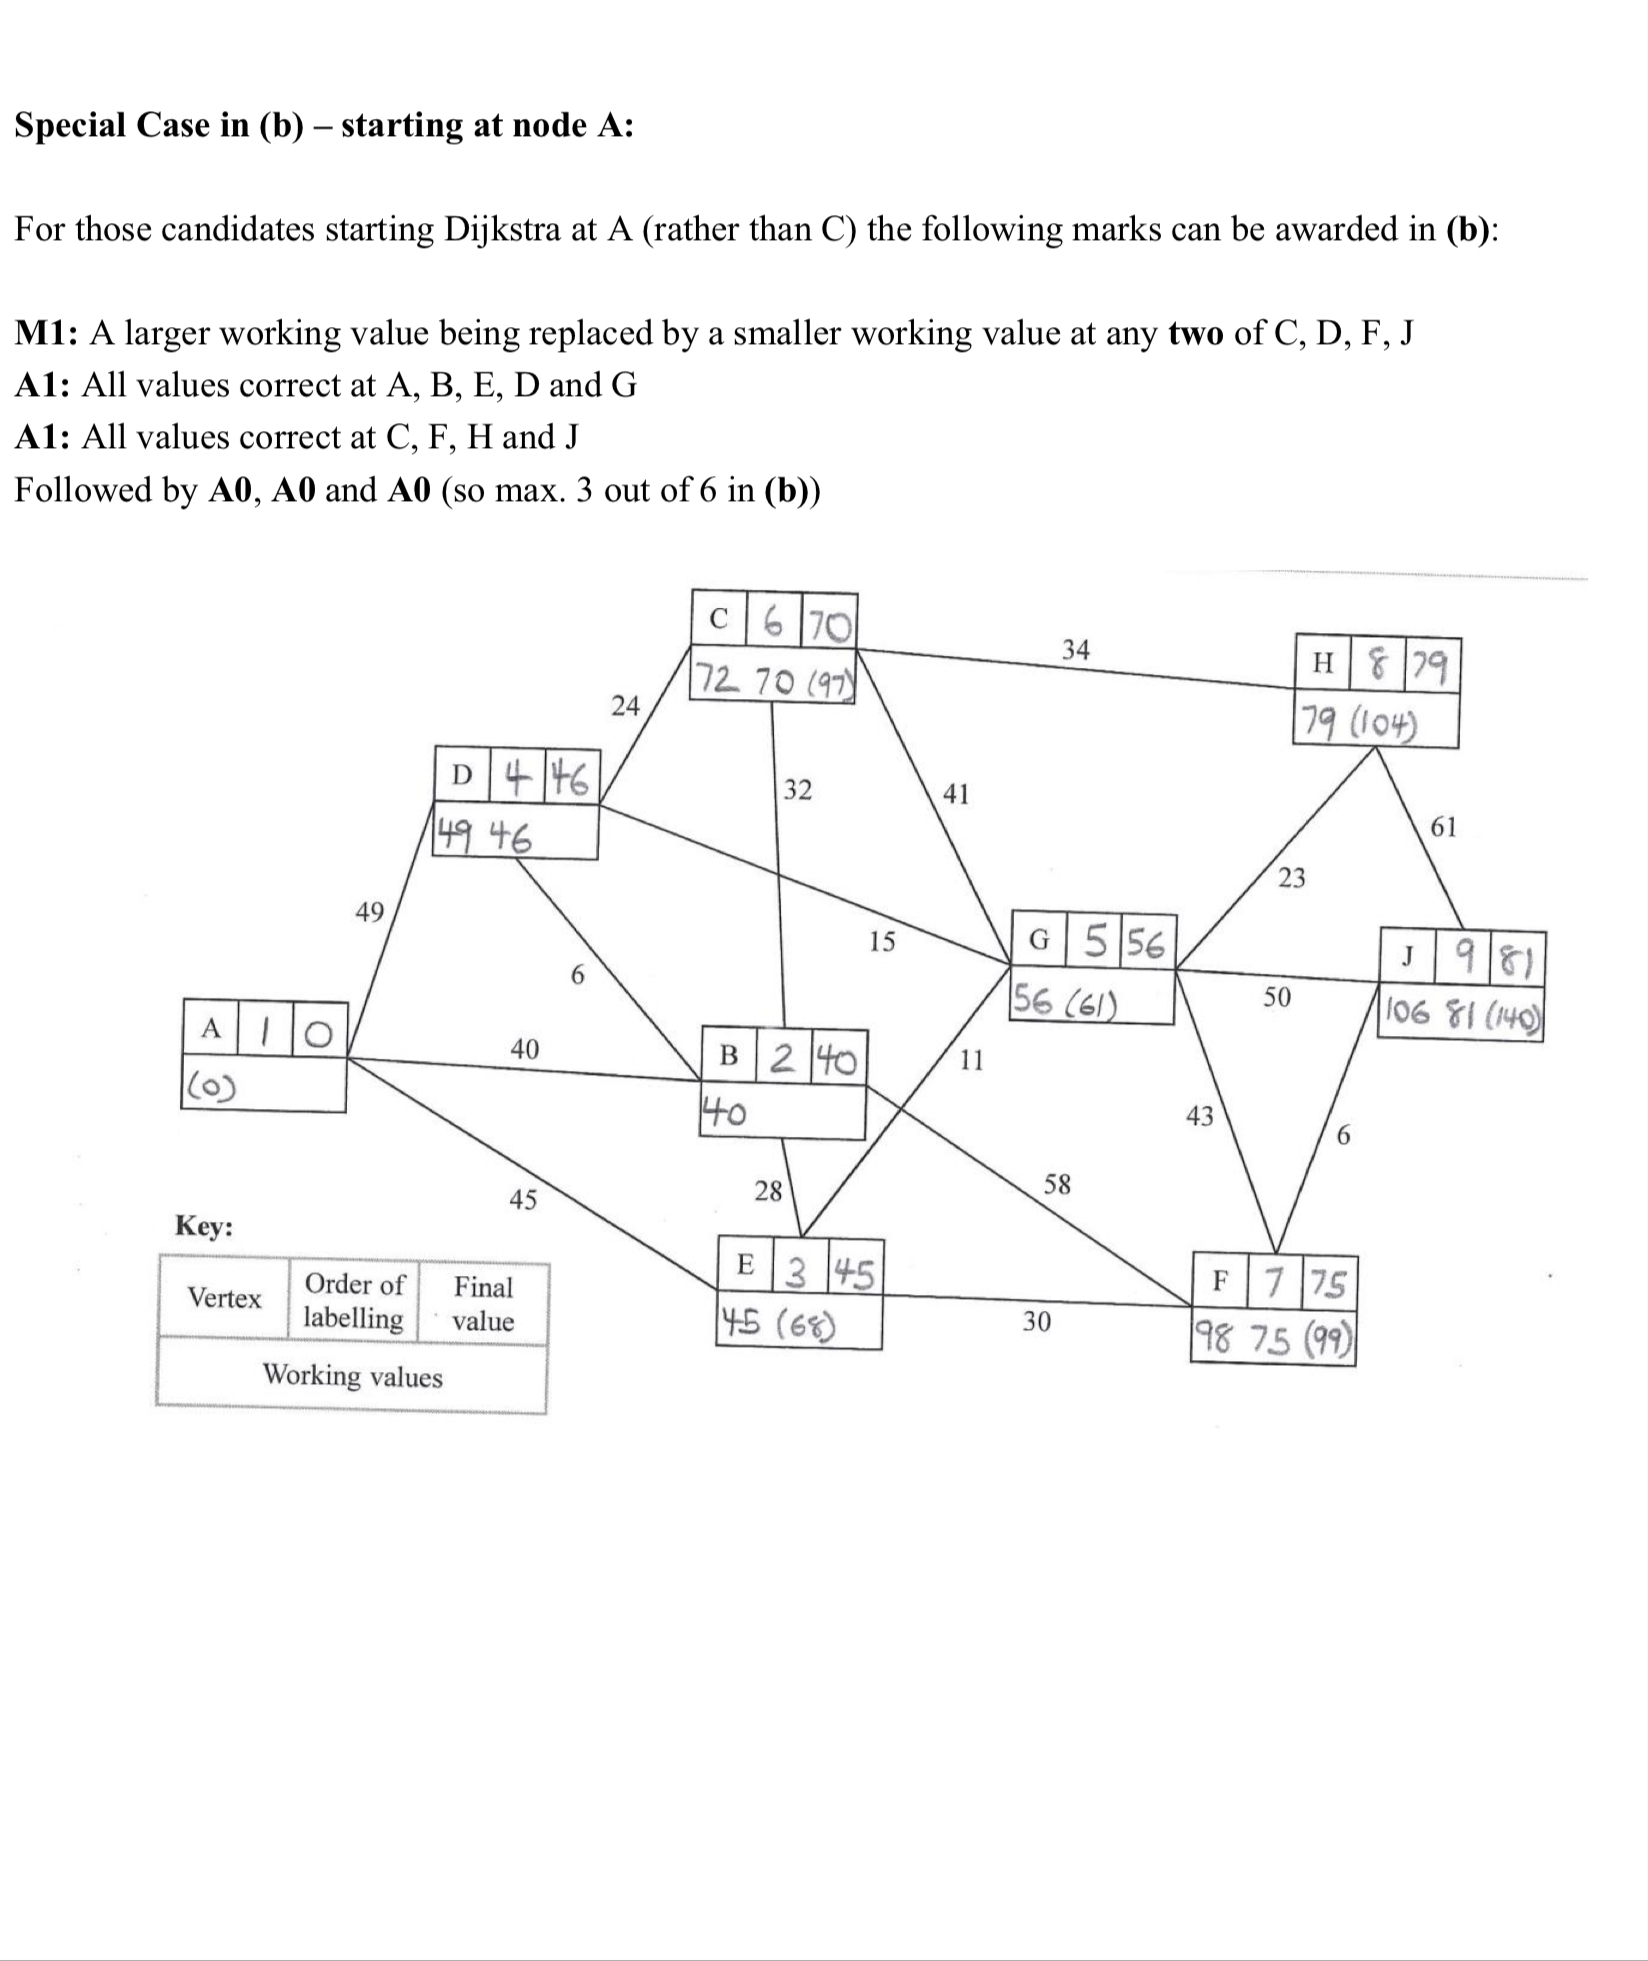 Special Case in (b) – starting at node A:
For those candidates starting Dijkstra at A (rather than C) the following marks can be awarded in (b):
M1: A larger working value being replaced by a smaller working value at any two of C, D, F, J
A1: All values correct at A, B, E, D and G
A1: All values correct at C, F, H and J
Followed by A0, A0 and A0 (so max. 3 out of 6 in (b))
C 6 70
72 70 (97)
34
H 8 79
79 (104)
24
D 4 46
49 46
32
41
61
23
49
15
G 5 56
56 (61)
J 9 81
106 81 (140)
6
50
A 1 0
(0)
40
B 2 40
40
11
43
6
45
28
58
E 3 45
45 (68)
30
F 7 75
98 75 (99)
Key:
Vertex
Order of
labelling
Final
value
Working values